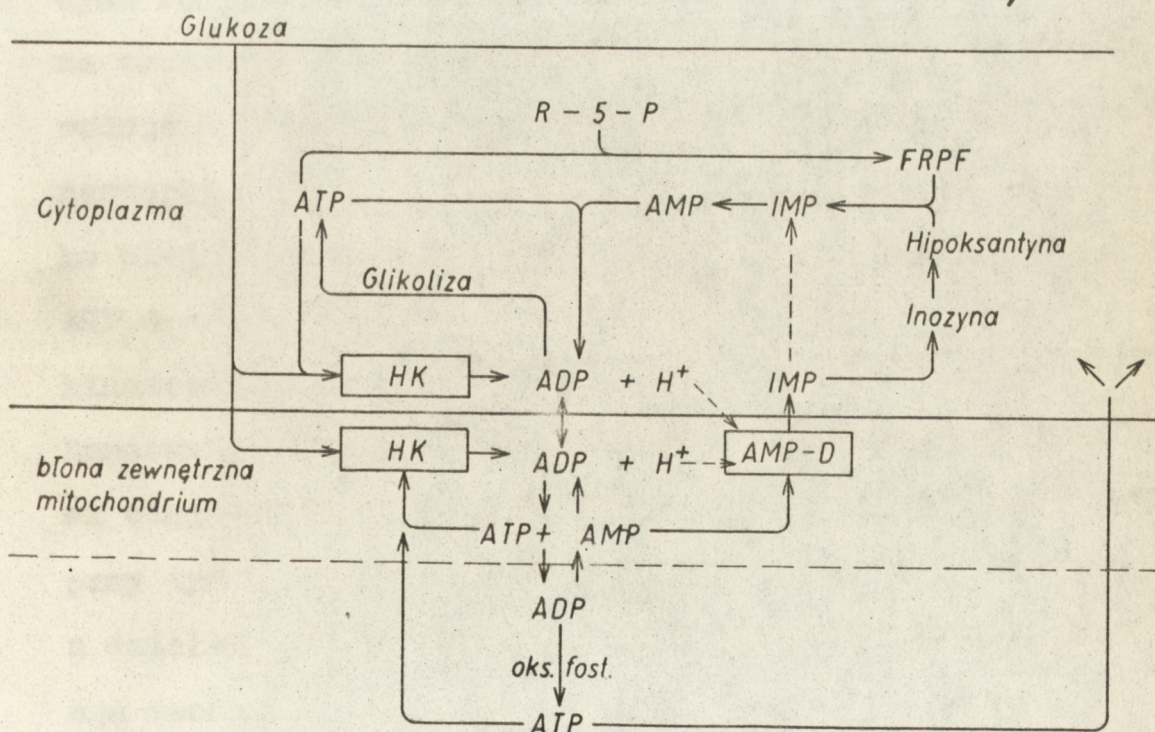 Glukoza
R - 5 - P
FRPF
Cytoplazma
ATP
AMP
IMP
Hipoksantyna
Glikoliza
Inozyna
HK
ADP + H+
IMP
HK
ADP + H+
AMP-D
błona zewnętrzna
mitochondrium
ATP + AMP
ADP
oks. fosf.
ATP